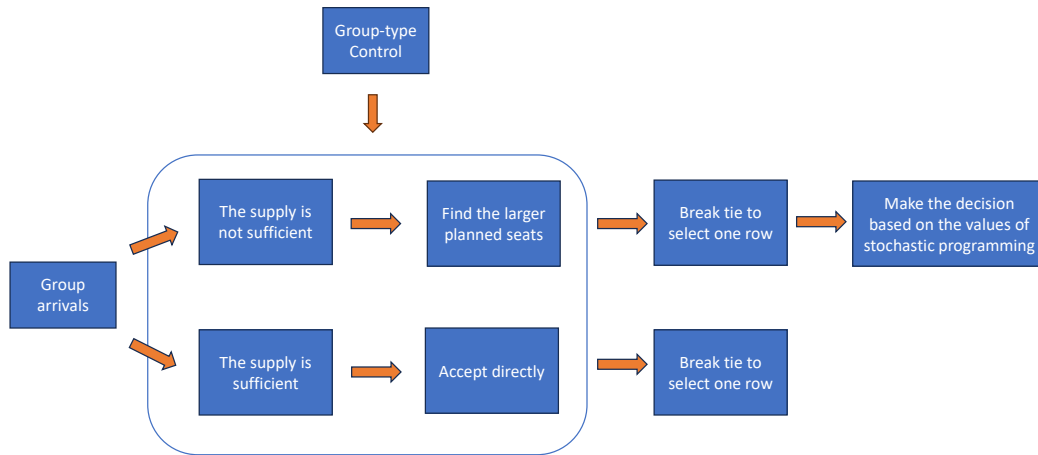 Group-type
Control
The supply is
not sufficient
Find the larger
planned seats
Break tie to
select one row
Make the decision
based on the values of
stochastic programming
Group
arrivals
The supply is
sufficient
Accept directly
Break tie to
select one row